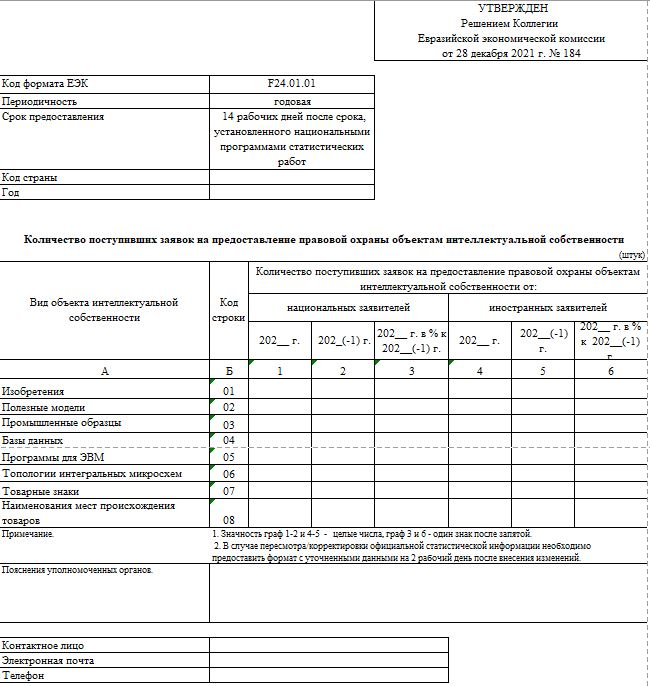 УТВЕРЖДЕН
Решением Коллегии
Евразийской экономической комиссии
от 28 декабря 2021 г. № 184
Код формата ЕЭК F24.01.01
Периодичность годовая
Срок предоставления 14 рабочих дней после срока,
установленного национальными
программами статистических
работ
Код страны
Год
Количество поступивших заявок на предоставление правовой охраны объектам интеллектуальной собственности
(штук)
Вид объекта интеллектуальной
собственности
Код
строки
Количество поступивших заявок на предоставление правовой охраны объектам
интеллектуальной собственности от:
национальных заявителей иностранных заявителей
202__ г. 202_(-1) г. 202__ г. в % к
202__(-1) г.
202__ г. 202__(-1)
г.
202__ г. в %
к 202__(-1)
г.
А Б 1 2 3 4 5 6
Изобретения 01
Полезные модели 02
Промышленные образцы 03
Базы данных 04
Программы для ЭВМ 05
Топологии интегральных микросхем 06
Товарные знаки 07
Наименования мест происхождения
товаров 08
Примечание. 1. Значность граф 1-2 и 4-5 - целые числа, граф 3 и 6 - один знак после запятой.
2. В случае пересмотра/корректировки официальной статистической информации необходимо
предоставить формат с уточненными данными на 2 рабочий день после внесения изменений.
Пояснения уполномоченных органов.
Контактное лицо
Электронная почта
Телефон